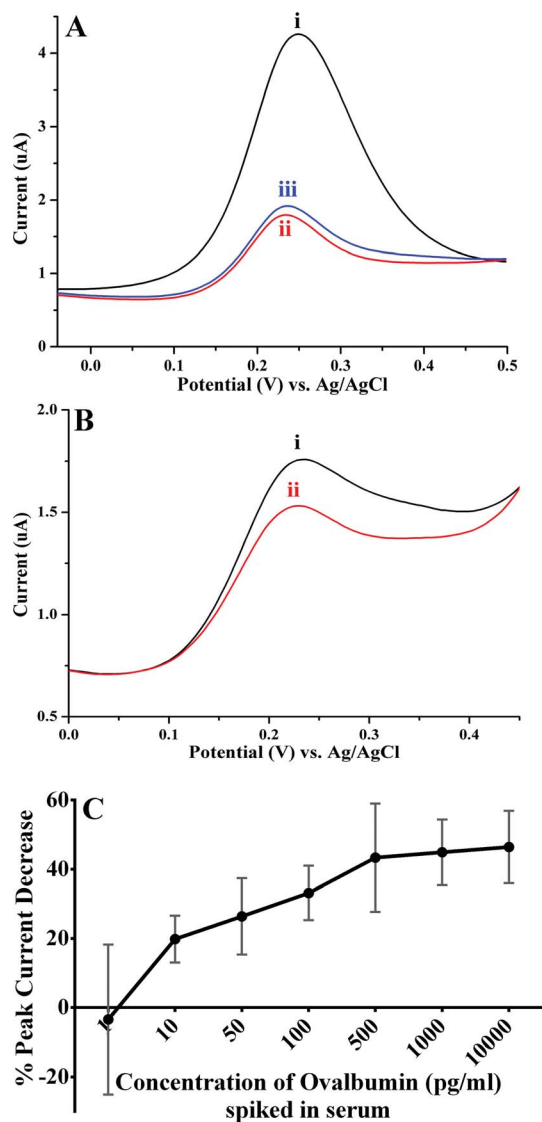 A
i
iii
ii
4
3
2
1
0
Current (uA)
0.0 0.1 0.2 0.3 0.4 0.5
Potential (V) vs. Ag/AgCl
B
i
ii
2.0
1.5
1.0
0.5
Current (uA)
0.0 0.1 0.2 0.3 0.4
Potential (V) vs. Ag/AgCl
C
60
40
20
0
-20
% Peak Current Decrease
1 10 50 100 500 1000 10000
Concentration of Ovalbumin (pg/ml)
spiked in serum